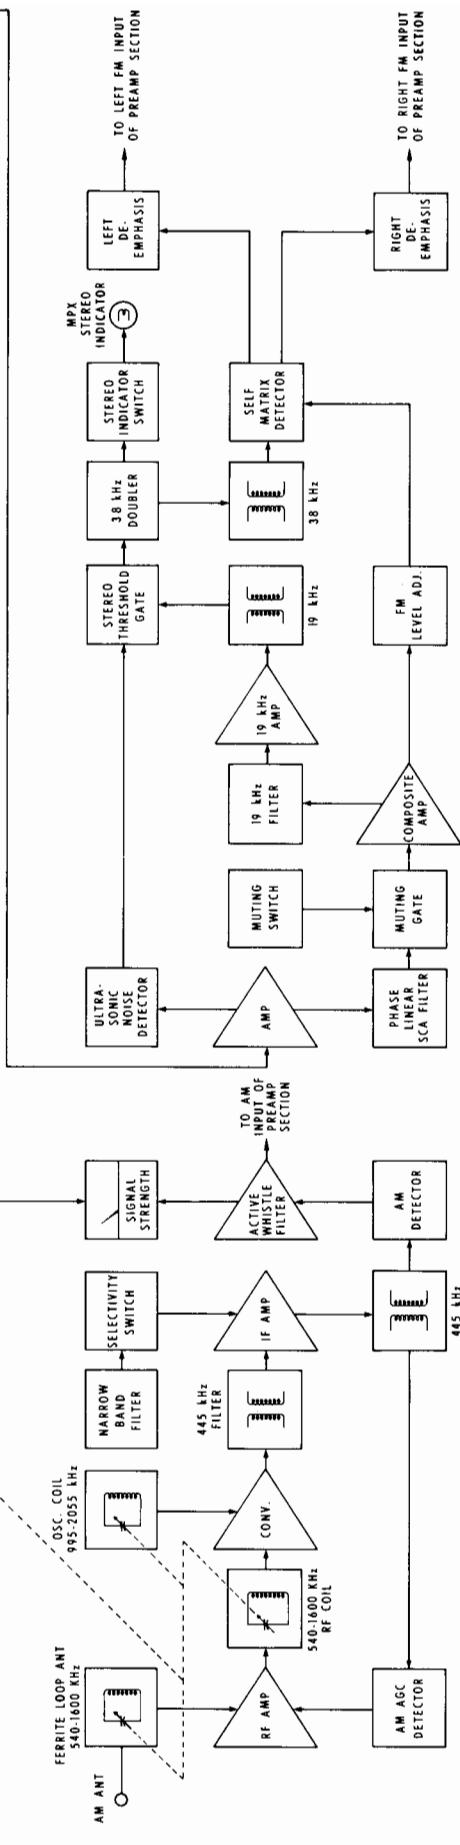 AM ANT
FERRITE LOOP ANT
540-1600 KHz
RF AMP
AM AGC
DETECTOR
540-1600 KHz
RF COIL
OSC. COIL
995-2055 kHz
CONV.
NARROW
BAND
FILTER
SELECTIVITY
SWITCH
445 kHz
FILTER
IF AMP
445 kHz
SIGNAL
STRENGTH
ACTIVE
WHISTLE
FILTER
AM
DETECTOR
TO AM
INPUT OF
PREAMP
SECTION
ULTRA-
SONIC
NOISE
DETECTOR
AMP
PHASE
LINEAR
SCA FILTER
MUTING
SWITCH
MUTING
GATE
19 kHz
FILTER
COMPOSITE
AMP
19 kHz
AMP
STEREO
THRESHOLD
GATE
19 kHz
FM
LEVEL ADJ.
38 kHz
DOUBLER
38 kHz
STEREO
INDICATOR
SWITCH
SELF
MATRIX
DETECTOR
MPX
STEREO
INDICATOR
LEFT
DE-
EMPHASIS
RIGHT
DE-
EMPHASIS
TO LEFT FM INPUT
OF PREAMP SECTION
TO RIGHT FM INPUT
OF PREAMP SECTION